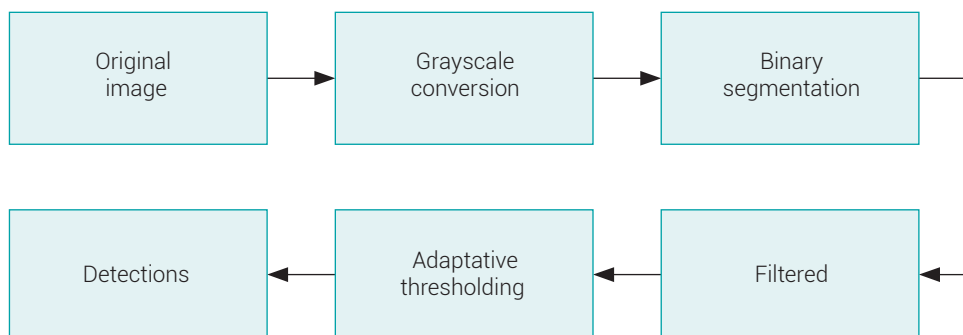 Original
image
Grayscale
conversion
Binary
segmentation
Filtered
Adaptative
thresholding
Detections